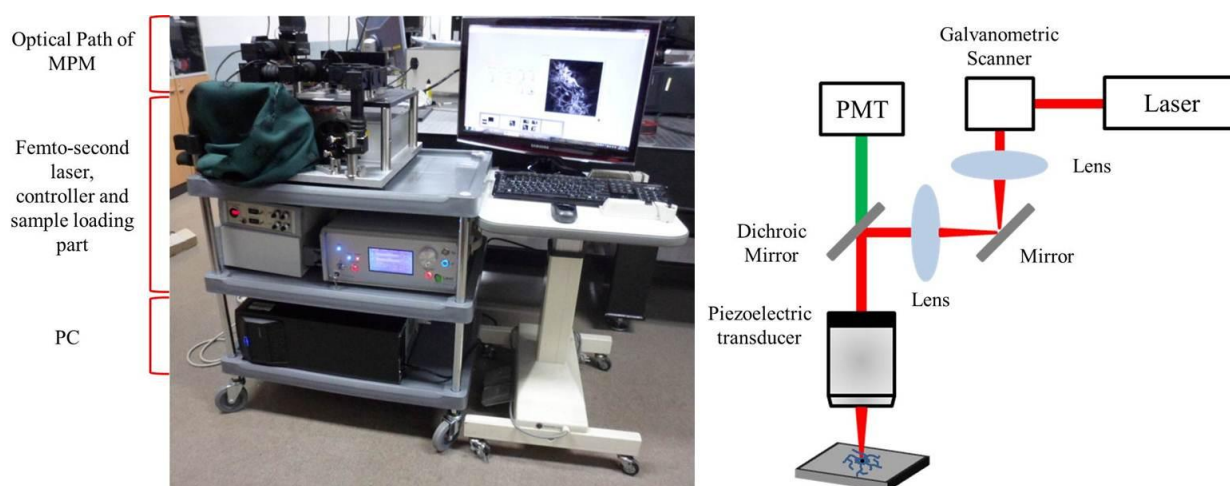 Optical Path of
MPM
Femto-second
laser,
controller and
sample loading
part
PC
Galvanometric
Scanner
PMT
Laser
Lens
Dichroic
Mirror
Mirror
Lens
Piezoelectric
transducer